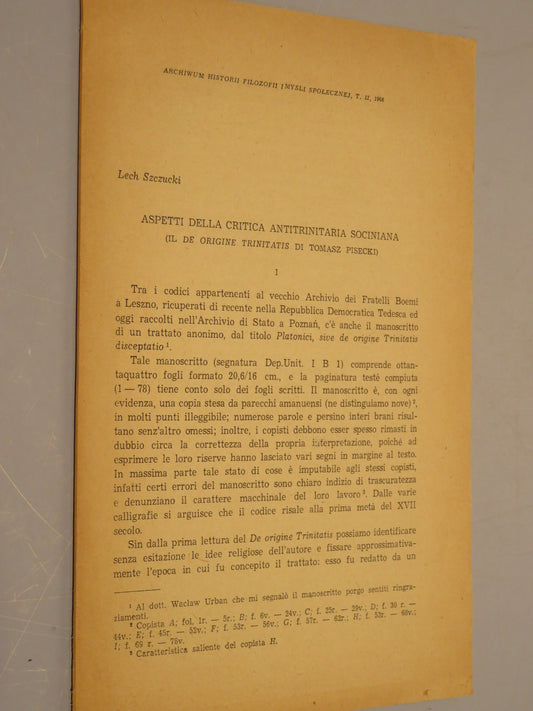 ARCHIWUM HISTORII FILOZOFII I MYŚLI SPOŁECZNEJ, T. 12, 1966
Lech Szczucki
ASPETTI DELLA CRITICA ANTITRINITARIA SOCINIANA
(IL DE ORIGINE TRINITATIS DI TOMASZ PISECKI)
I
Tra i codici appartenenti al vecchio Archivio dei Fratelli Boemi
a Leszno, ricuperati di recente nella Repubblica Democratica Tedesca ed
oggi raccolti nell'Archivio di Stato a Poznań, c'è anche il manoscritto
di un trattato anonimo, dal titolo Platonici, sive de origine Trinitatis
disceptatio ¹.
Tale manoscritto (segnatura Dep.Unit. I B 1) comprende ottan-
taquattro fogli formato 20,6/16 cm., e la paginatura testé compiuta
(1 — 78) tiene conto solo dei fogli scritti. Il manoscritto è, con ogni
evidenza, una copia stesa da parecchi amanuensi (ne distinguiamo nove) ²,
in molti punti illeggibile; numerose parole e persino interi brani risul-
tano senz'altro omessi; inoltre, i copisti debbono esser spesso rimasti in
dubbio circa la correttezza della propria interpretazione, poiché ad
esprimere le loro riserve hanno lasciato vari segni in margine al testo.
In massima parte tale stato di cose è imputabile agli stessi copisti,
infatti certi errori del manoscritto sono chiaro indizio di trascuratezza
e denunziano il carattere macchinale del loro lavoro ³. Dalle varie
calligrafie si arguisce che il codice risale alla prima metà del XVII
secolo.
Sin dalla prima lettura del De origine Trinitatis possiamo identificare
senza esitazione le idee religiose dell'autore e fissare approssimativa-
mente l'epoca in cui fu concepito il trattato: esso fu redatto da un
¹ Al dott. Wacław Urban che mi segnalò il manoscritto porgo sentiti ringra-
ziamenti.
² Copista A; fol. 1r. — 5r.; B; f. 6v. — 24v.; C; f. 25r. — 29v.; D; f. 30 r. —
44v.; E; f. 45r. — 52v.; F; f. 53r. — 56v.; G; f. 57r. — 62r.; H; f. 53r. — 68v.;
I; f. 69 r. — 78v.
³ Caratteristica saliente del copista H.